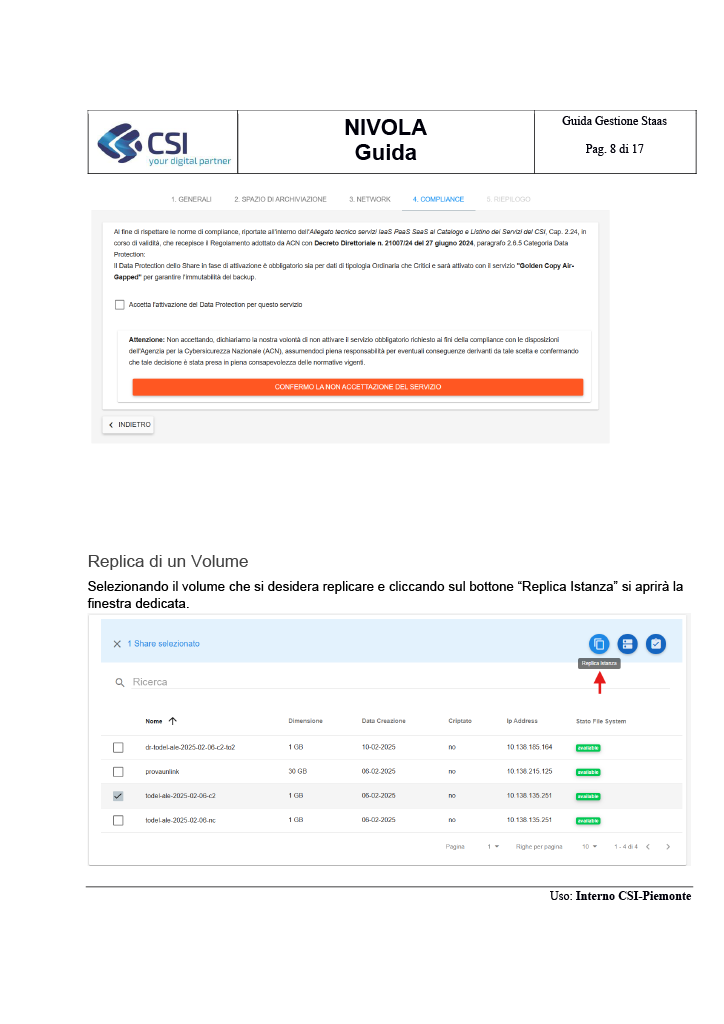 CSI
your digital partner
NIVOLA
Guida
Guida Gestione Staas
Pag. 8 di 17
1. GENERALI 2. SPAZIO DI ARCHIVIAZIONE 3. NETWORK 4. COMPLIANCE 5. RIEPILOGO
Al fine di rispettare le norme di compliance, riportate all'interno dell'Allegato tecnico servizi IaaS PaaS SaaS al Catalogo e Listino dei Servizi del CSI, Cap. 2.24, in
corso di validità, che recepisce il Regolamento adottato da ACN con Decreto Direttoriale n. 21007/24 del 27 giugno 2024, paragrafo 2.6.5 Categoria Data
Protection:
Il Data Protection dello Share in fase di attivazione è obbligatorio sia per dati di tipologia Ordinaria che Critici e sarà attivato con il servizio "Golden Copy Air-
Gapped" per garantire l'immutabilità del backup.
Accetta l'attivazione del Data Protection per questo servizio
Attenzione: Non accettando, dichiariamo la nostra volontà di non attivare il servizio obbligatorio richiesto ai fini della compliance con le disposizioni
dell'Agenzia per la Cybersicurezza Nazionale (ACN), assumendoci piena responsabilità per eventuali conseguenze derivanti da tale scelta e confermando
che tale decisione è stata presa in piena consapevolezza delle normative vigenti.
CONFERMO LA NON ACCETTAZIONE DEL SERVIZIO
INDIETRO
Replica di un Volume
Selezionando il volume che si desidera replicare e cliccando sul bottone “Replica Istanza” si aprirà la
finestra dedicata.
1 Share selezionato
Replica Istanza
Ricerca
Nome Dimensione Data Creazione Criptato Ip Address Stato File System
dr-todel-ale-2025-02-06-c2-to2 1 GB 10-02-2025 no 10.138.185.164 available
provaunlink 30 GB 06-02-2025 no 10.138.215.125 available
todel-ale-2025-02-06-c2 1 GB 06-02-2025 no 10.138.135.251 available
todel-ale-2025-02-06-nc 1 GB 06-02-2025 no 10.138.135.251 available
Pagina 1 Righe per pagina 10 1 - 4 di 4
Uso: Interno CSI-Piemonte